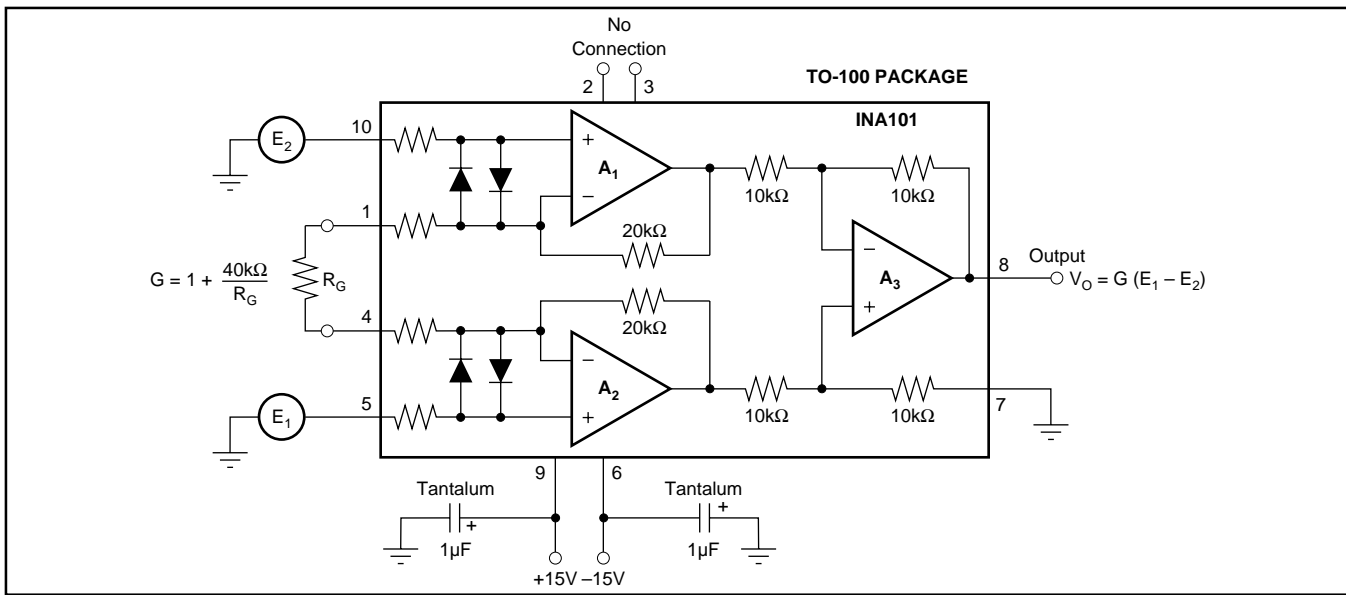 No
Connection
2 3
TO-100 PACKAGE
INA101
10
E2
+
A1
–
10kΩ
10kΩ
1
20kΩ
G = 1 + 40kΩ
RG
RG
–
A3
+
8
Output
VO = G (E1 – E2)
4
20kΩ
–
A2
+
10kΩ
10kΩ
7
5
E1
9 6
Tantalum
+
1µF
Tantalum
+
1µF
+15V –15V